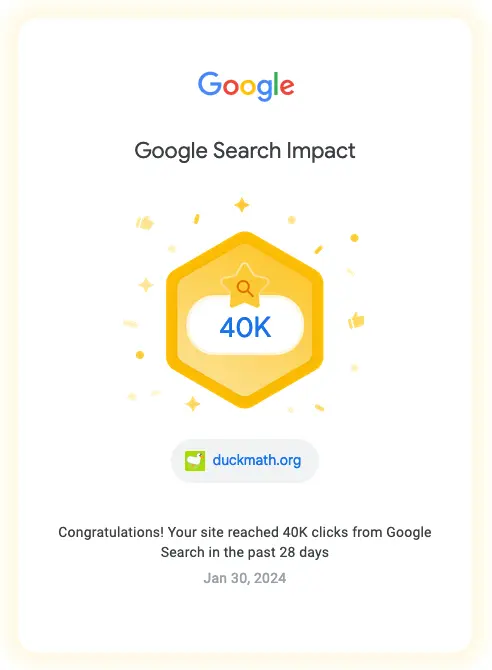 Google
Google Search Impact
40K
duckmath.org
Congratulations! Your site reached 40K clicks from Google
Search in the past 28 days
Jan 30, 2024